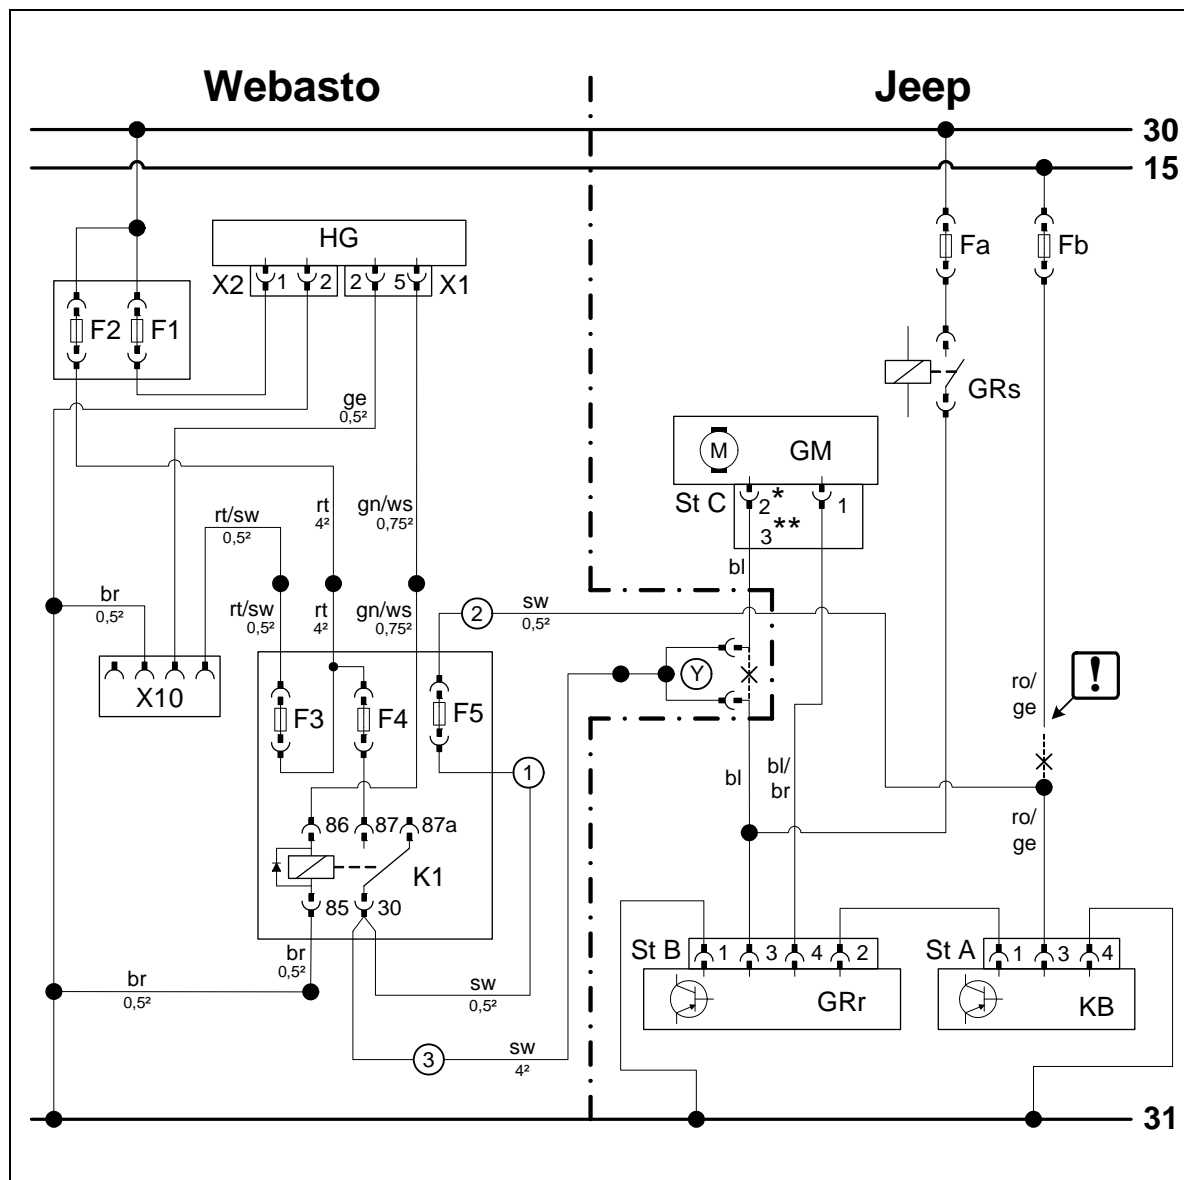 Webasto Jeep
30
15
HG
Fa Fb
X2 1 2 2 5 X1
F2 F1
ge
0,5²
GRs
M GM
rt
4²
gn/ws
0,75²
St C 2* 1
3**
rt/sw
0,5²
bl
br
0,5²
rt/sw
0,5²
rt
4²
gn/ws
0,75²
2
sw
0,5²
X10
Y
ro/
ge
!
F3 F4 F5
1
bl
bl/
br
86 87 87a
ro/
ge
K1
85 30
br
0,5²
St B 1 3 4 2
St A 1 3 4
br
0,5²
sw
0,5²
GRr KB
3
sw
4²
31